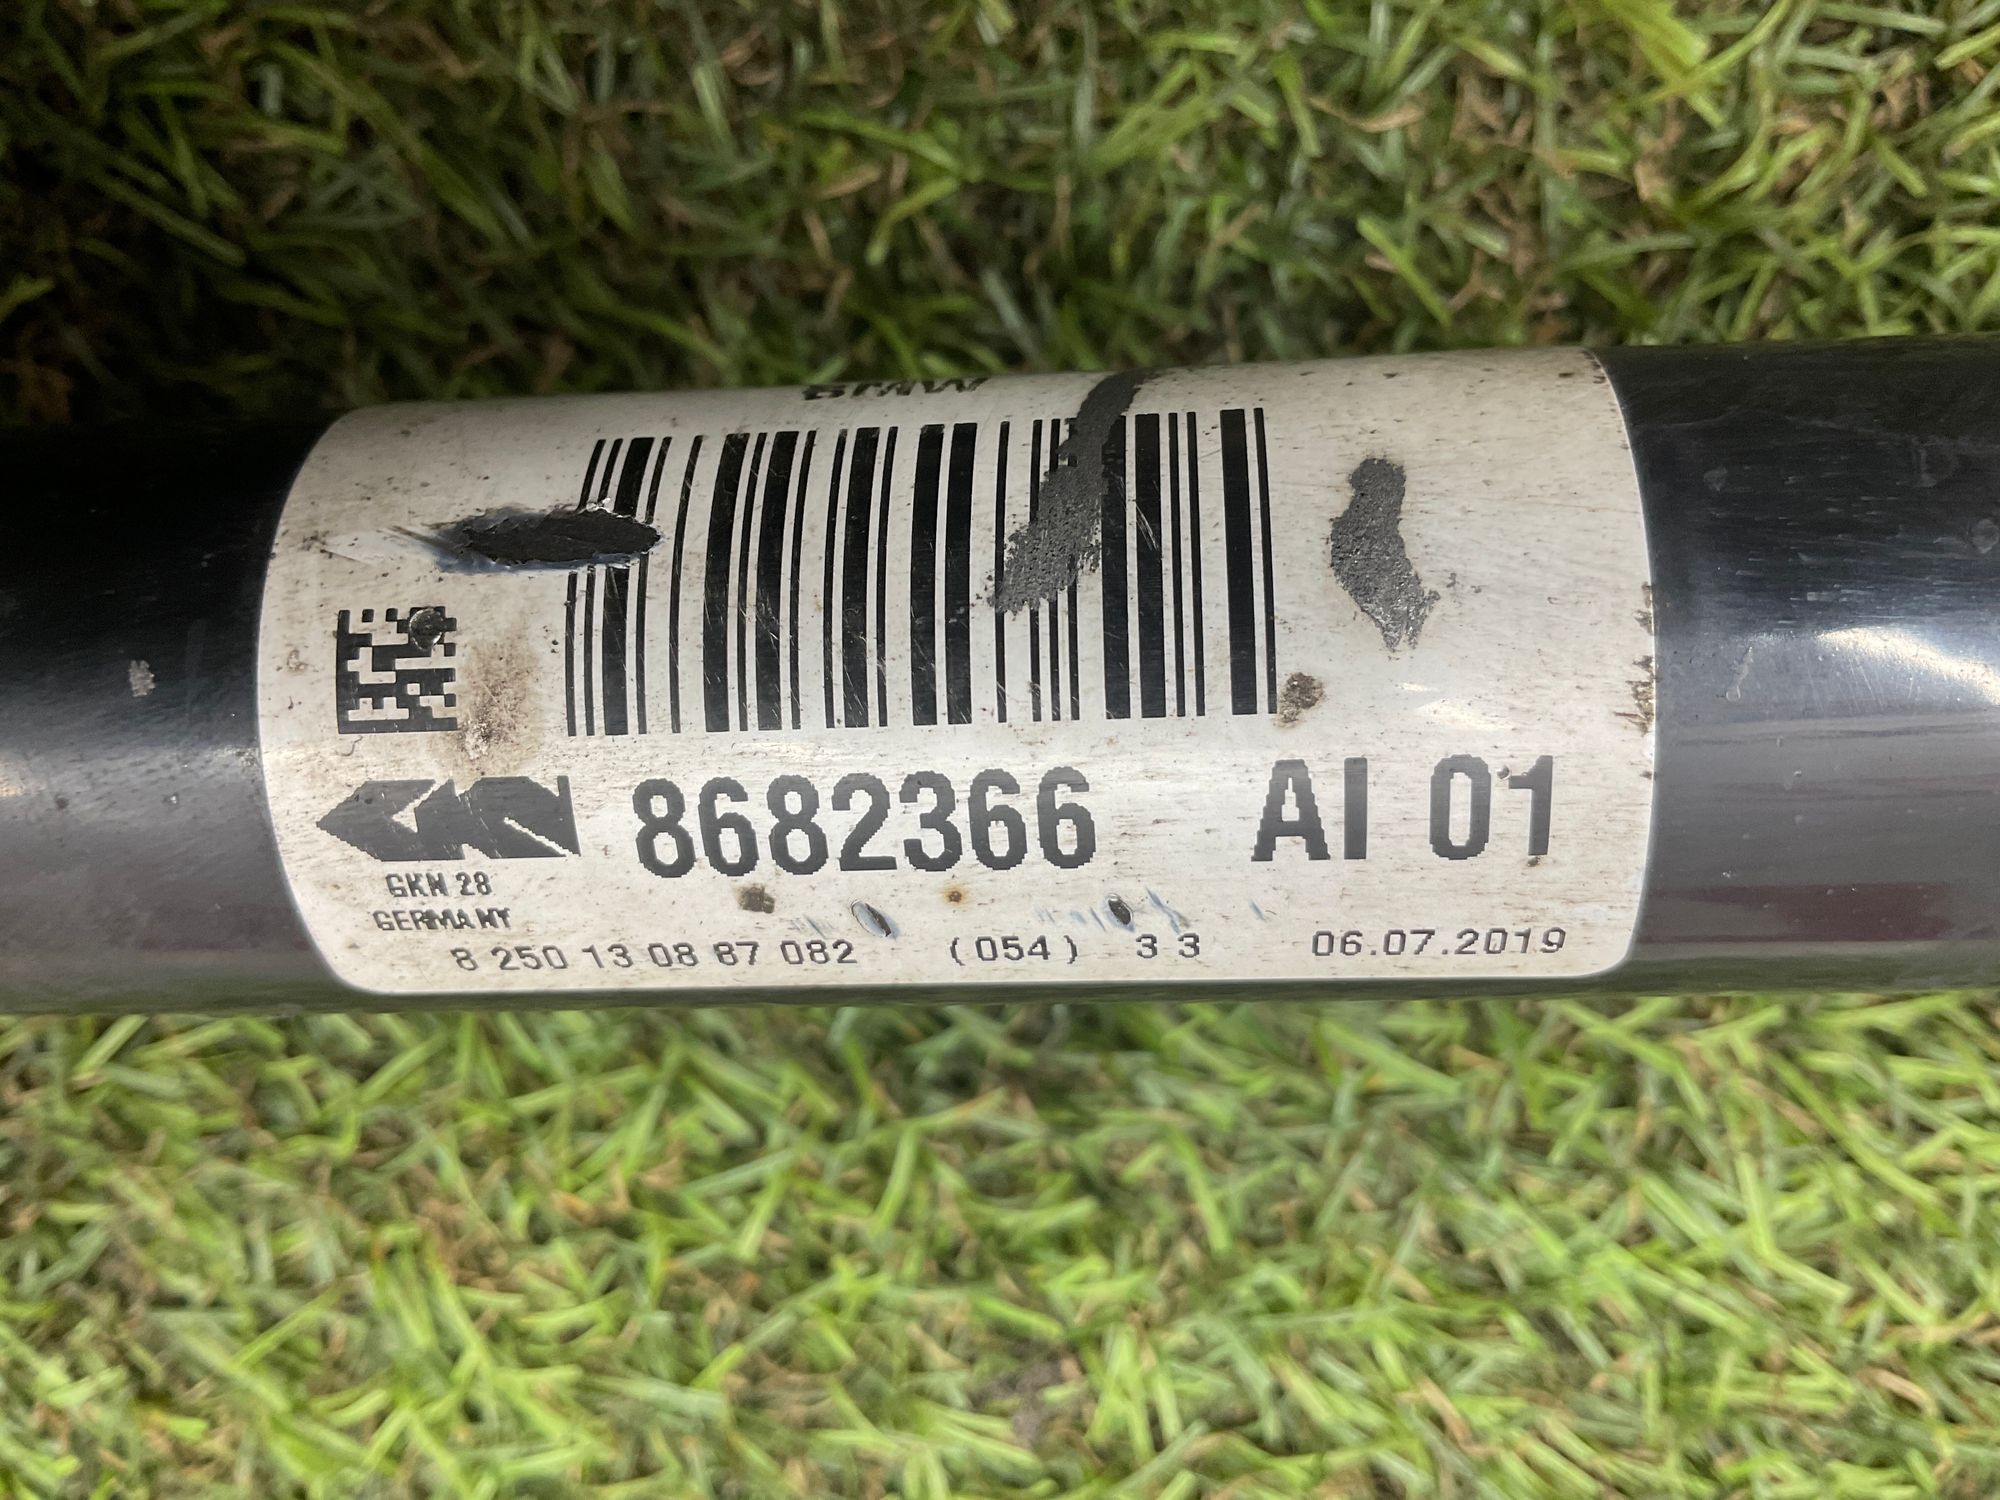 BMW
GKN 8682366 AI 01
GKN 28
GERMANY
8 250 13 08 87 082 (054) 3 3 06.07.2019